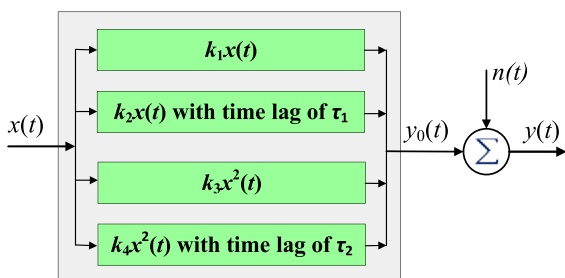 k₁x(t)
k₂x(t) with time lag of τ₁
x(t)
k₃x²(t)
k₄x²(t) with time lag of τ₂
y₀(t)
n(t)
Σ
y(t)